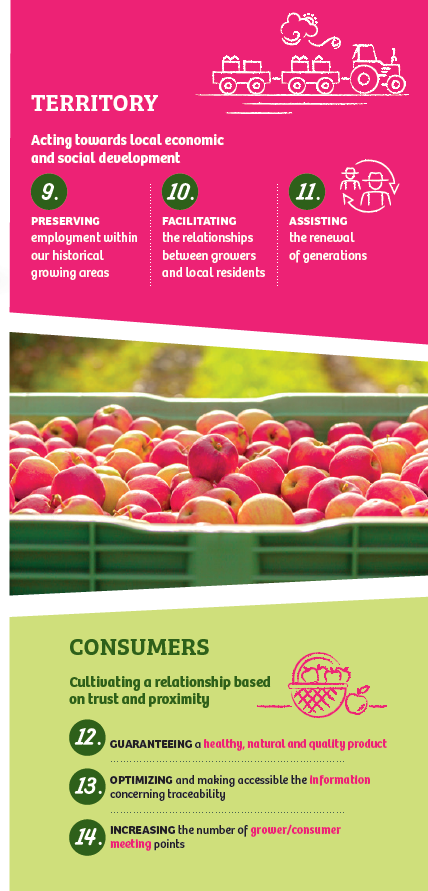 TERRITORY
Acting towards local economic
and social development
9.
PRESERVING
employment within
our historical
growing areas
10.
FACILITATING
the relationships
between growers
and local residents
11.
ASSISTING
the renewal
of generations
CONSUMERS
Cultivating a relationship based
on trust and proximity
12.
GUARANTEEING a healthy, natural and quality product
13.
OPTIMIZING and making accessible the information
concerning traceability
14.
INCREASING the number of grower/consumer
meeting points